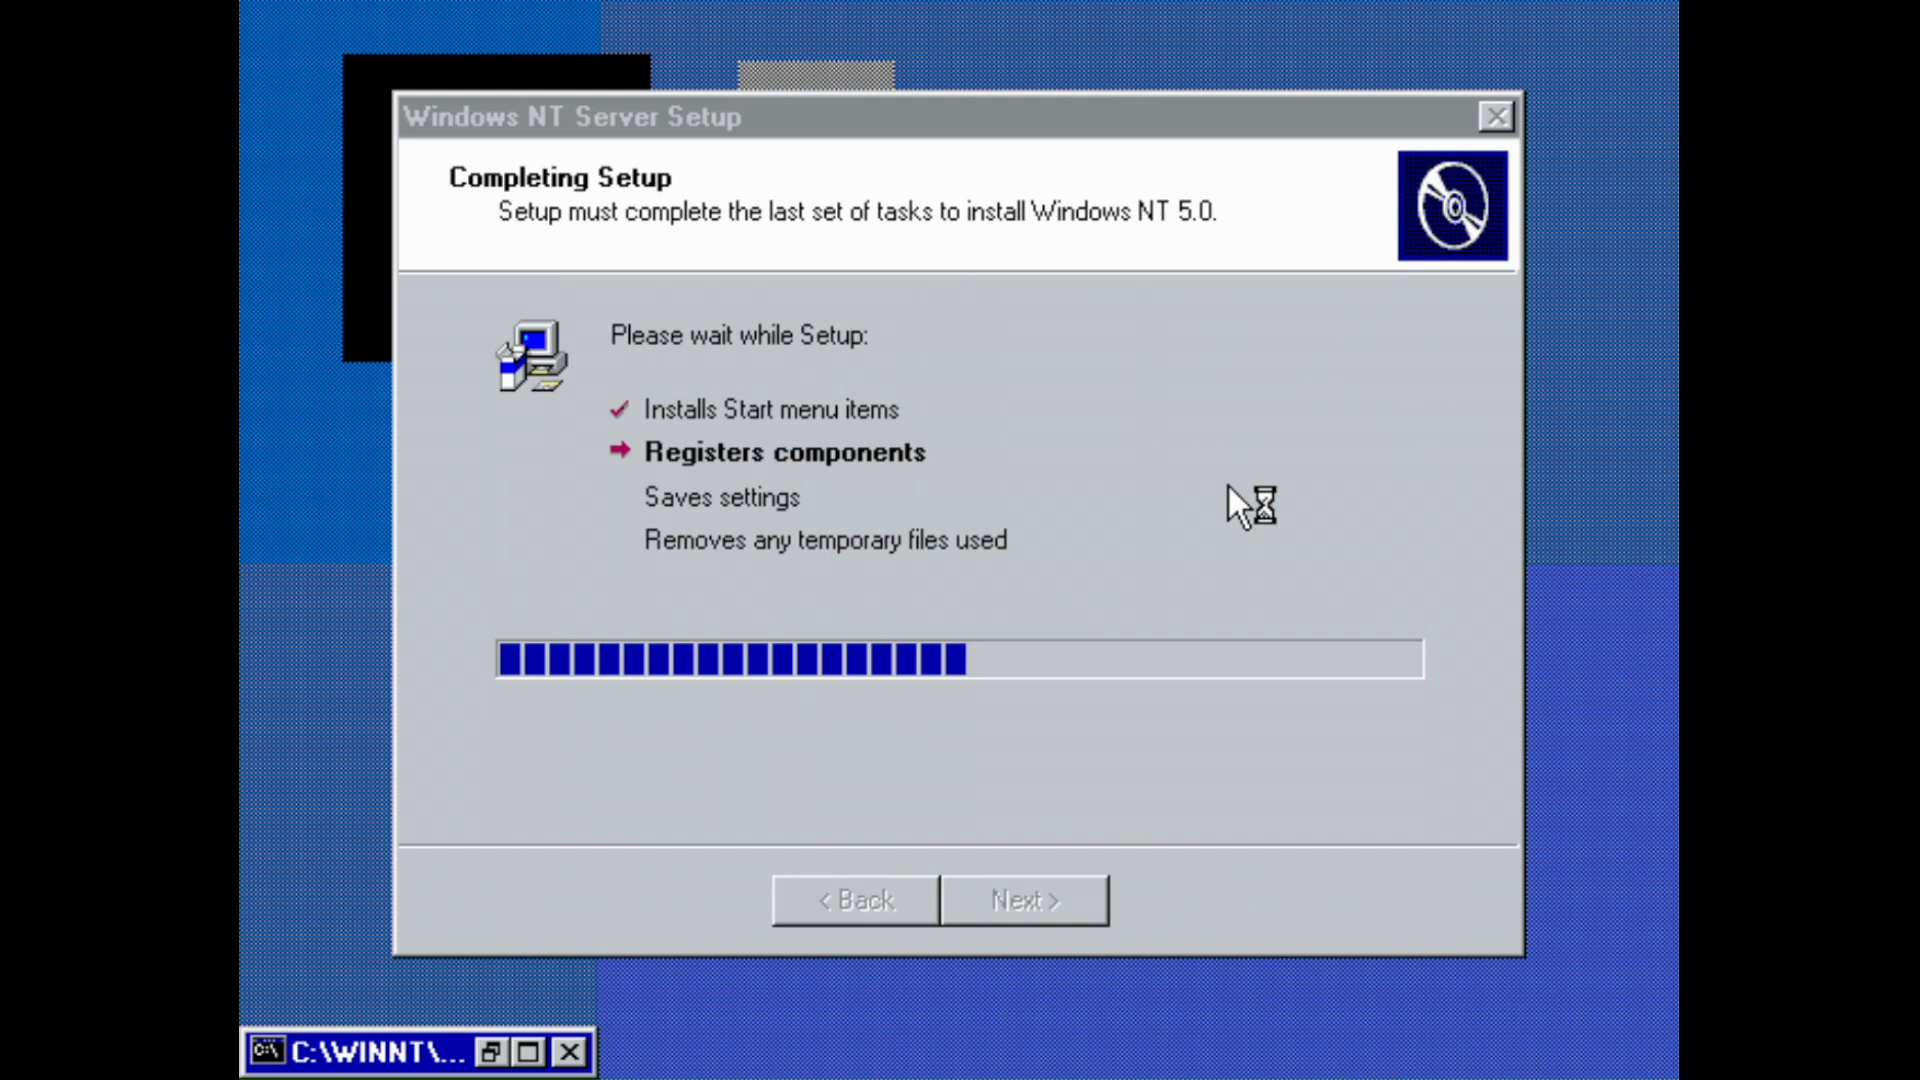 Windows NT Server Setup
Completing Setup
Setup must complete the last set of tasks to install Windows NT 5.0.
Please wait while Setup:
Installs Start menu items
Registers components
Saves settings
Removes any temporary files used
< Back
Next >
C:\WINNT\...